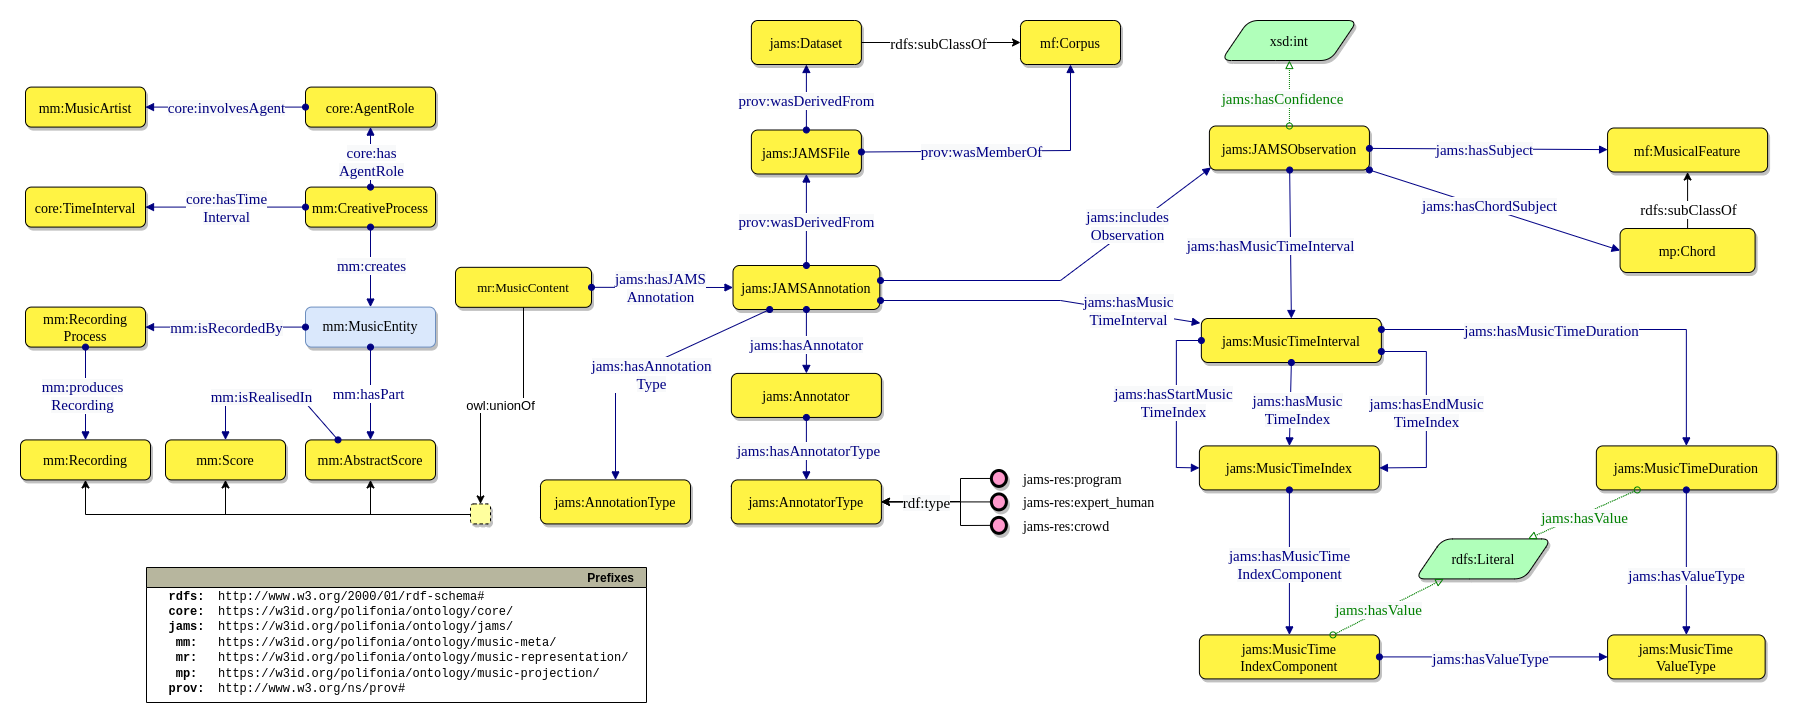 jams:Dataset
rdfs:subClassOf
mf:Corpus
xsd:int
mm:MusicArtist
core:involvesAgent
core:AgentRole
prov:wasDerivedFrom
jams:hasConfidence
core:has
AgentRole
jams:JAMSFile
prov:wasMemberOf
jams:JAMSObservation
jams:hasSubject
mf:MusicalFeature
core:TimeInterval
core:hasTime
Interval
mm:CreativeProcess
prov:wasDerivedFrom
jams:includes
Observation
jams:hasChordSubject
rdfs:subClassOf
jams:hasMusicTimeInterval
mp:Chord
mm:creates
mr:MusicContent
jams:hasJAMS
Annotation
jams:JAMSAnnotation
jams:hasMusic
TimeInterval
mm:Recording
Process
mm:isRecordedBy
mm:MusicEntity
jams:hasAnnotator
jams:MusicTimeInterval
jams:hasMusicTimeDuration
jams:hasAnnotation
Type
mm:produces
Recording
mm:isRealisedIn
mm:hasPart
owl:unionOf
jams:Annotator
jams:hasStartMusic
TimeIndex
jams:hasMusic
TimeIndex
jams:hasEndMusic
TimeIndex
jams:hasAnnotatorType
mm:Recording
mm:Score
mm:AbstractScore
jams:MusicTimeIndex
jams:MusicTimeDuration
jams:AnnotationType
jams:AnnotatorType
rdf:type
jams-res:program
jams-res:expert_human
jams-res:crowd
jams:hasValue
jams:hasMusicTime
IndexComponent
rdfs:Literal
jams:hasValueType
jams:hasValue
jams:MusicTime
IndexComponent
jams:hasValueType
jams:MusicTime
ValueType
Prefixes
rdfs: http://www.w3.org/2000/01/rdf-schema#
core: https://w3id.org/polifonia/ontology/core/
jams: https://w3id.org/polifonia/ontology/jams/
mm: https://w3id.org/polifonia/ontology/music-meta/
mr: https://w3id.org/polifonia/ontology/music-representation/
mp: https://w3id.org/polifonia/ontology/music-projection/
prov: http://www.w3.org/ns/prov#